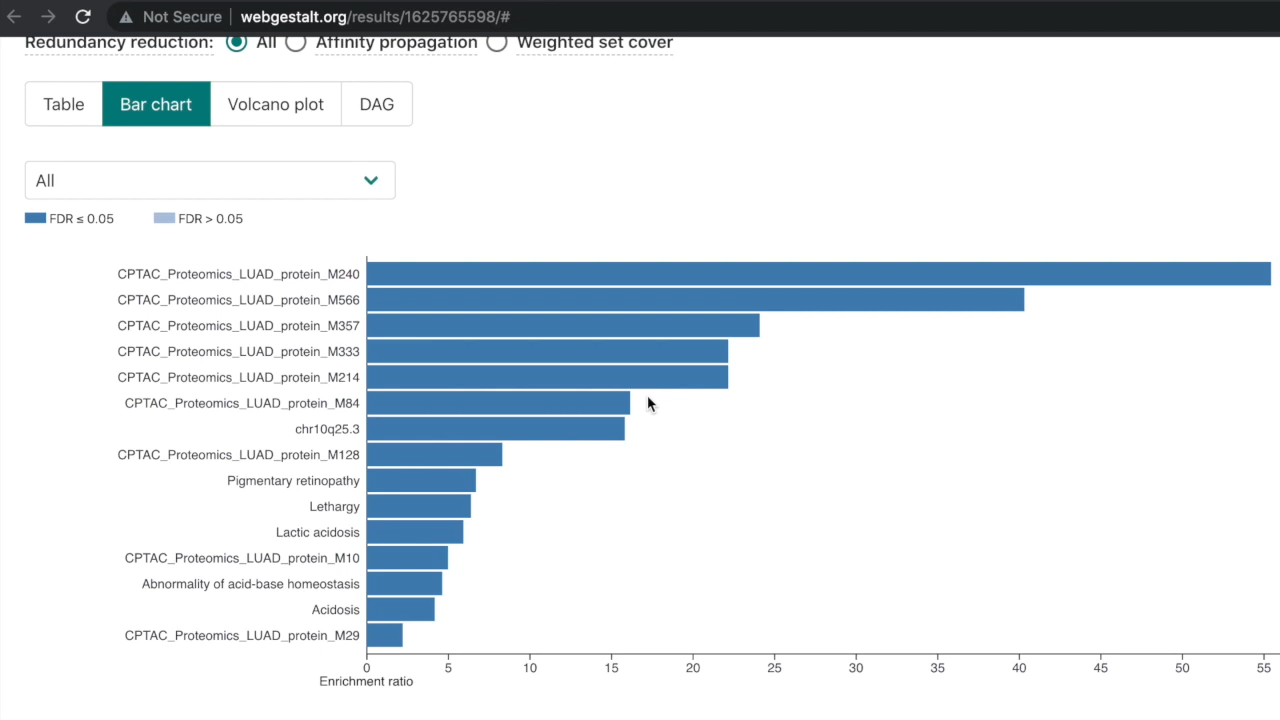 Not Secure webgestalt.org/results/1625765598/#
Redundancy reduction: All Affinity propagation Weighted set cover
Table Bar chart Volcano plot DAG
All
FDR ≤ 0.05 FDR > 0.05
CPTAC_Proteomics_LUAD_protein_M240
CPTAC_Proteomics_LUAD_protein_M566
CPTAC_Proteomics_LUAD_protein_M357
CPTAC_Proteomics_LUAD_protein_M333
CPTAC_Proteomics_LUAD_protein_M214
CPTAC_Proteomics_LUAD_protein_M84
chr10q25.3
CPTAC_Proteomics_LUAD_protein_M128
Pigmentary retinopathy
Lethargy
Lactic acidosis
CPTAC_Proteomics_LUAD_protein_M10
Abnormality of acid-base homeostasis
Acidosis
CPTAC_Proteomics_LUAD_protein_M29
0 5 10 15 20 25 30 35 40 45 50 55
Enrichment ratio